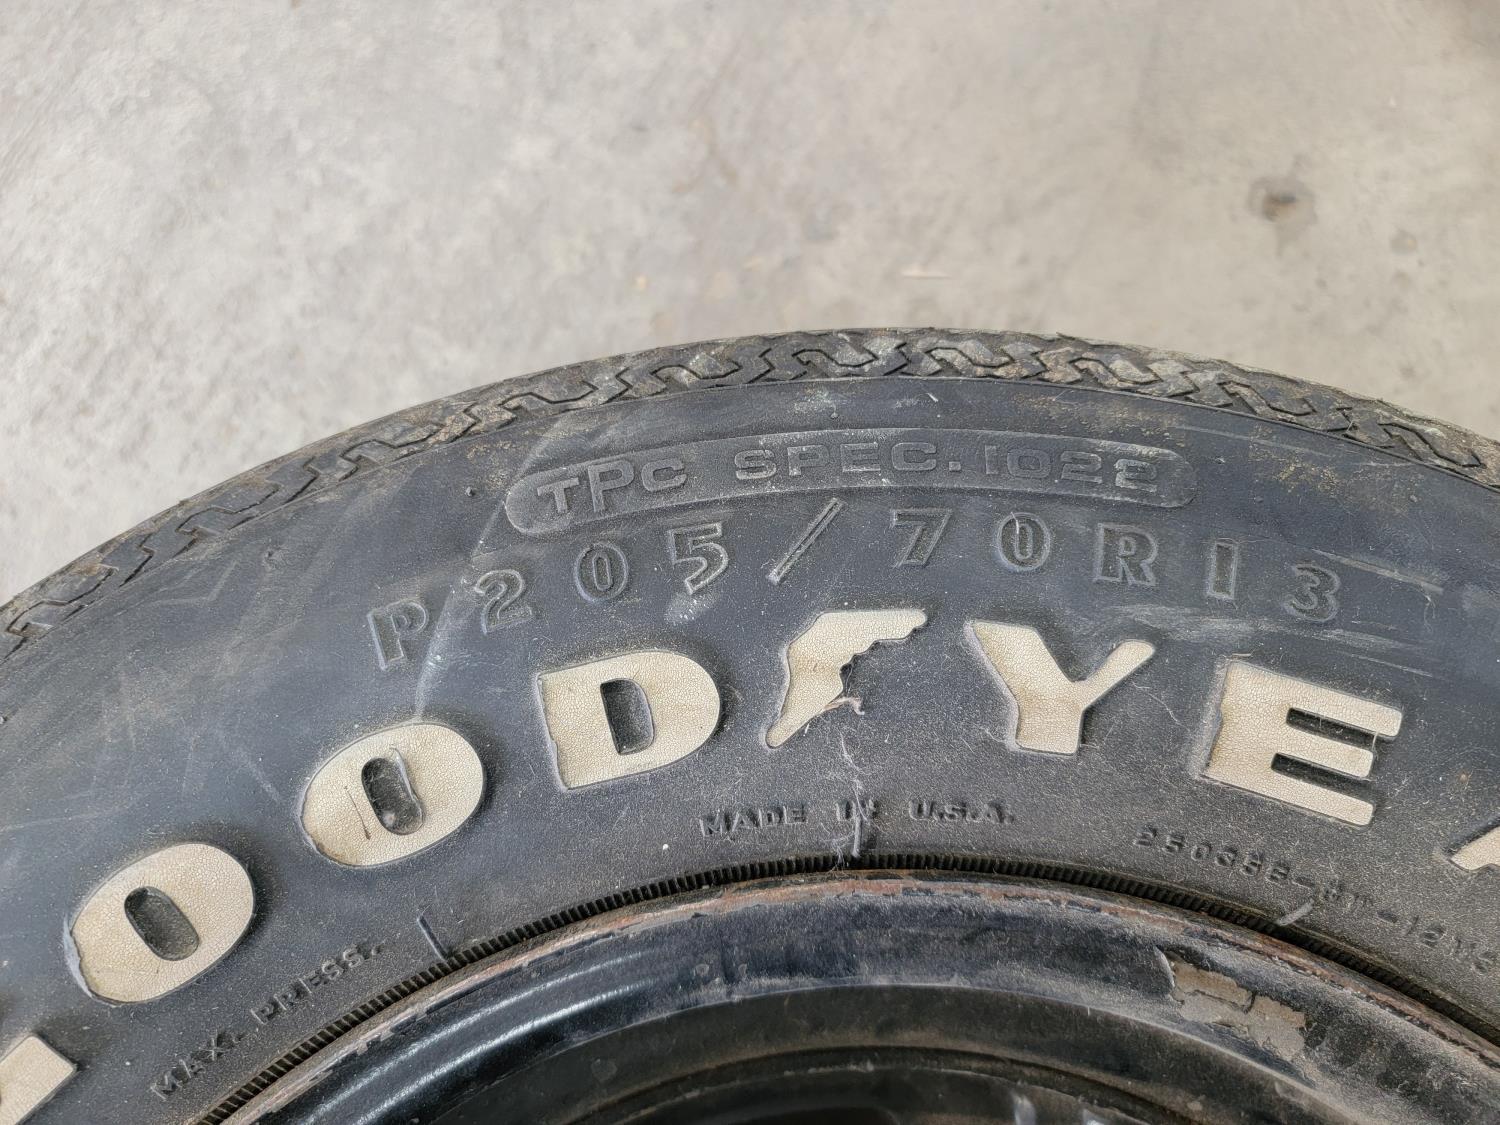 TPC SPEC. 1022
P205/70R13
OODYE
MADE IN U.S.A.
MAX. PRESS.